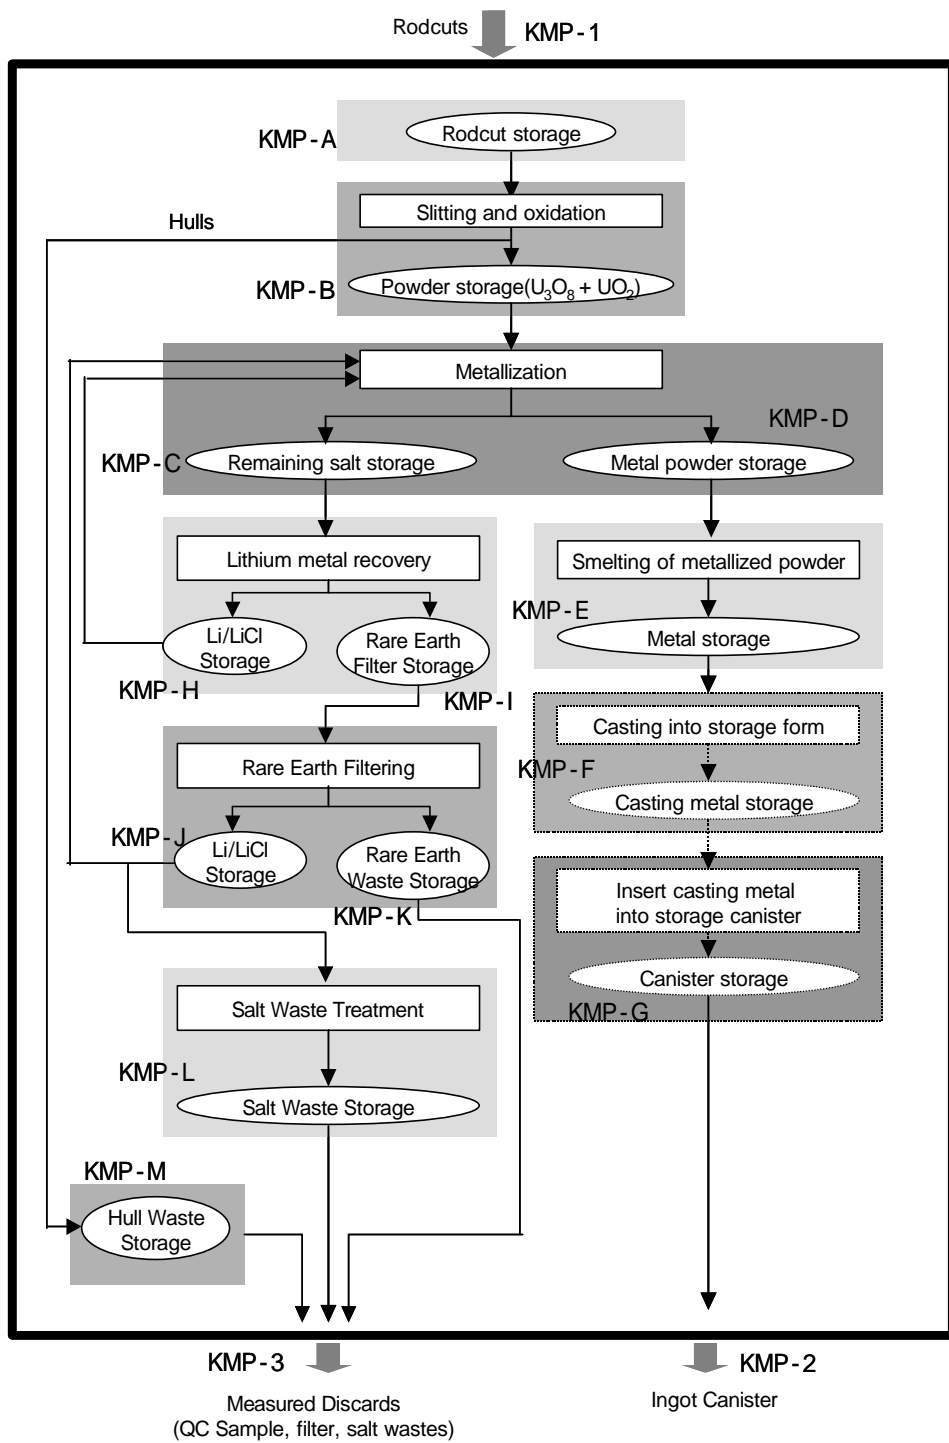 Rodcuts
KMP-1
KMP-A
Rodcut storage
Slitting and oxidation
Hulls
KMP-B
Powder storage(U₃O₈ + UO₂)
Metallization
KMP-D
KMP-C
Remaining salt storage
Metal powder storage
Lithium metal recovery
Smelting of metallized powder
KMP-E
Li/LiCl
Storage
Rare Earth
Filter Storage
Metal storage
KMP-H
KMP-I
Casting into storage form
Rare Earth Filtering
KMP-F
Casting metal storage
KMP-J
Li/LiCl
Storage
Rare Earth
Waste Storage
Insert casting metal
into storage canister
KMP-K
Canister storage
KMP-G
Salt Waste Treatment
KMP-L
Salt Waste Storage
KMP-M
Hull Waste
Storage
KMP-3
KMP-2
Measured Discards
(QC Sample, filter, salt wastes)
Ingot Canister